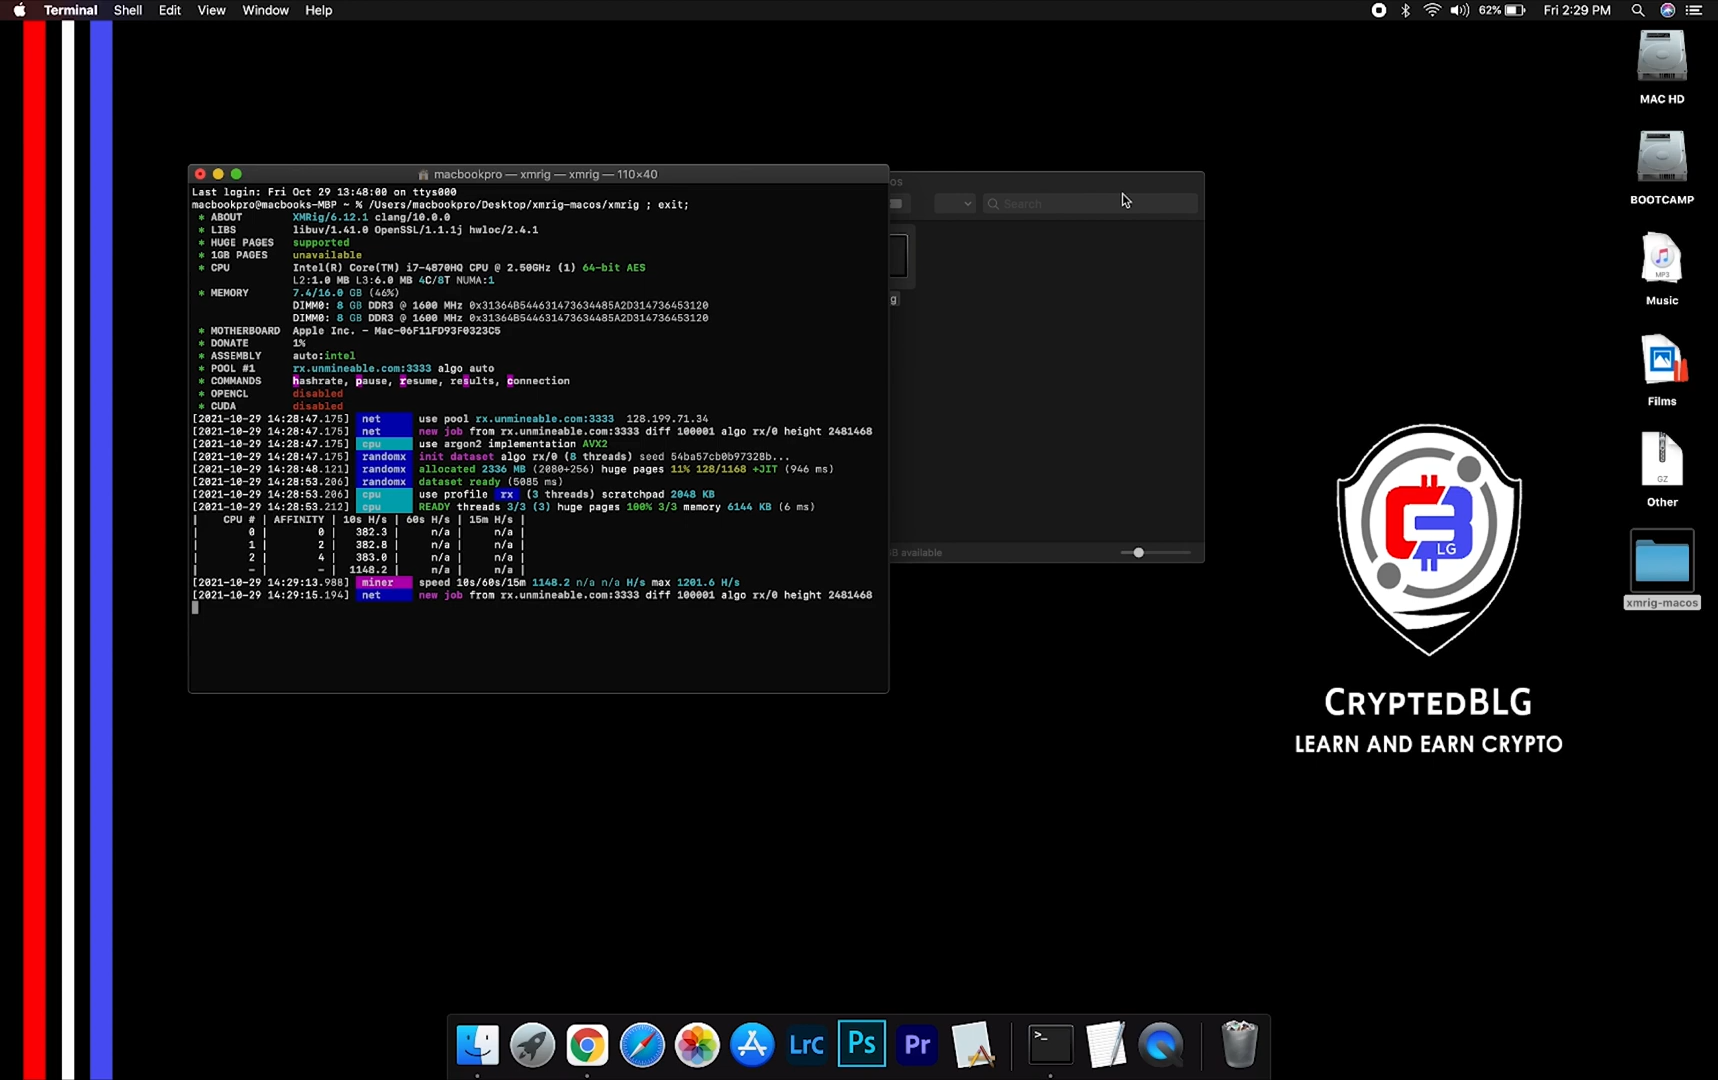 Terminal Shell Edit View Window Help
62% Fri 2:29 PM
macbookpro — xmrig — xmrig — 110×40
Last login: Fri Oct 29 13:48:00 on ttys000
macbookpro@macbooks-MBP ~ % /Users/macbookpro/Desktop/xmrig-macos/xmrig ; exit;
* ABOUT XMRig/6.12.1 clang/10.0.0
* LIBS libuv/1.41.0 OpenSSL/1.1.1j hwloc/2.4.1
* HUGE PAGES supported
* 1GB PAGES unavailable
* CPU Intel(R) Core(TM) i7-4870HQ CPU @ 2.50GHz (1) 64-bit AES
L2:1.0 MB L3:6.0 MB 4C/8T NUMA:1
* MEMORY 7.4/16.0 GB (46%)
DIMM0: 8 GB DDR3 @ 1600 MHz 0x31364B544631473634485A2D314736453120
DIMM0: 8 GB DDR3 @ 1600 MHz 0x31364B544631473634485A2D314736453120
* MOTHERBOARD Apple Inc. - Mac-06F11FD93F0323C5
* DONATE 1%
* ASSEMBLY auto:intel
* POOL #1 rx.unmineable.com:3333 algo auto
* COMMANDS hashrate, pause, resume, results, connection
* OPENCL disabled
* CUDA disabled
[2021-10-29 14:28:47.175] net use pool rx.unmineable.com:3333 128.199.71.34
[2021-10-29 14:28:47.175] net new job from rx.unmineable.com:3333 diff 100001 algo rx/0 height 2481468
[2021-10-29 14:28:47.175] cpu use argon2 implementation AVX2
[2021-10-29 14:28:47.175] randomx init dataset algo rx/0 (8 threads) seed 54ba57cb0b97328b...
[2021-10-29 14:28:48.121] randomx allocated 2336 MB (2080+256) huge pages 11% 128/1168 +JIT (946 ms)
[2021-10-29 14:28:53.206] randomx dataset ready (5085 ms)
[2021-10-29 14:28:53.206] cpu use profile rx (3 threads) scratchpad 2048 KB
[2021-10-29 14:28:53.212] cpu READY threads 3/3 (3) huge pages 100% 3/3 memory 6144 KB (6 ms)
| CPU # | AFFINITY | 10s H/s | 60s H/s | 15m H/s |
| 0 | 0 | 382.3 | n/a | n/a |
| 1 | 2 | 382.8 | n/a | n/a |
| 2 | 4 | 383.0 | n/a | n/a |
| - | - | 1148.2 | n/a | n/a |
[2021-10-29 14:29:13.988] miner speed 10s/60s/15m 1148.2 n/a n/a H/s max 1201.6 H/s
[2021-10-29 14:29:15.194] net new job from rx.unmineable.com:3333 diff 100001 algo rx/0 height 2481468
os
Search
g
B available
MAC HD
BOOTCAMP
MP3
Music
Films
GZ
Other
xmrig-macos
LG
CRYPTEDBLG
LEARN AND EARN CRYPTO
LrC Ps Pr